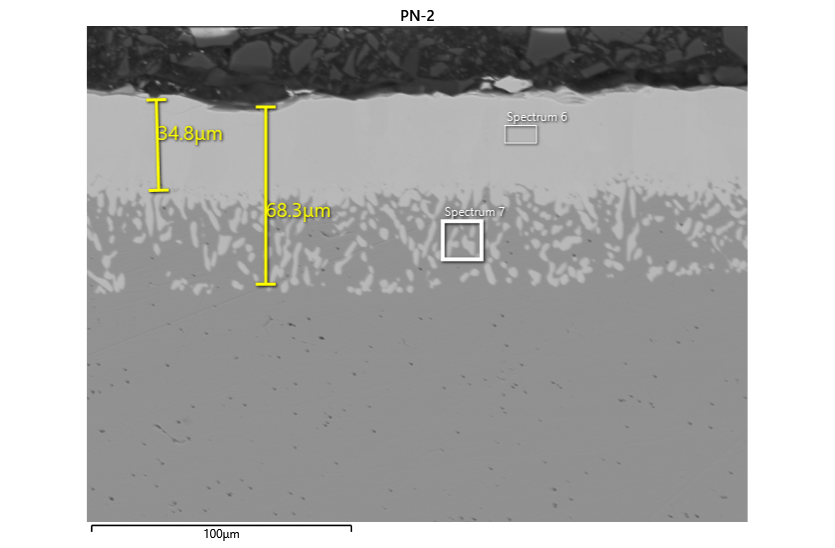 PN-2
Spectrum 6
34.8µm
68.3µm
Spectrum 7
100µm